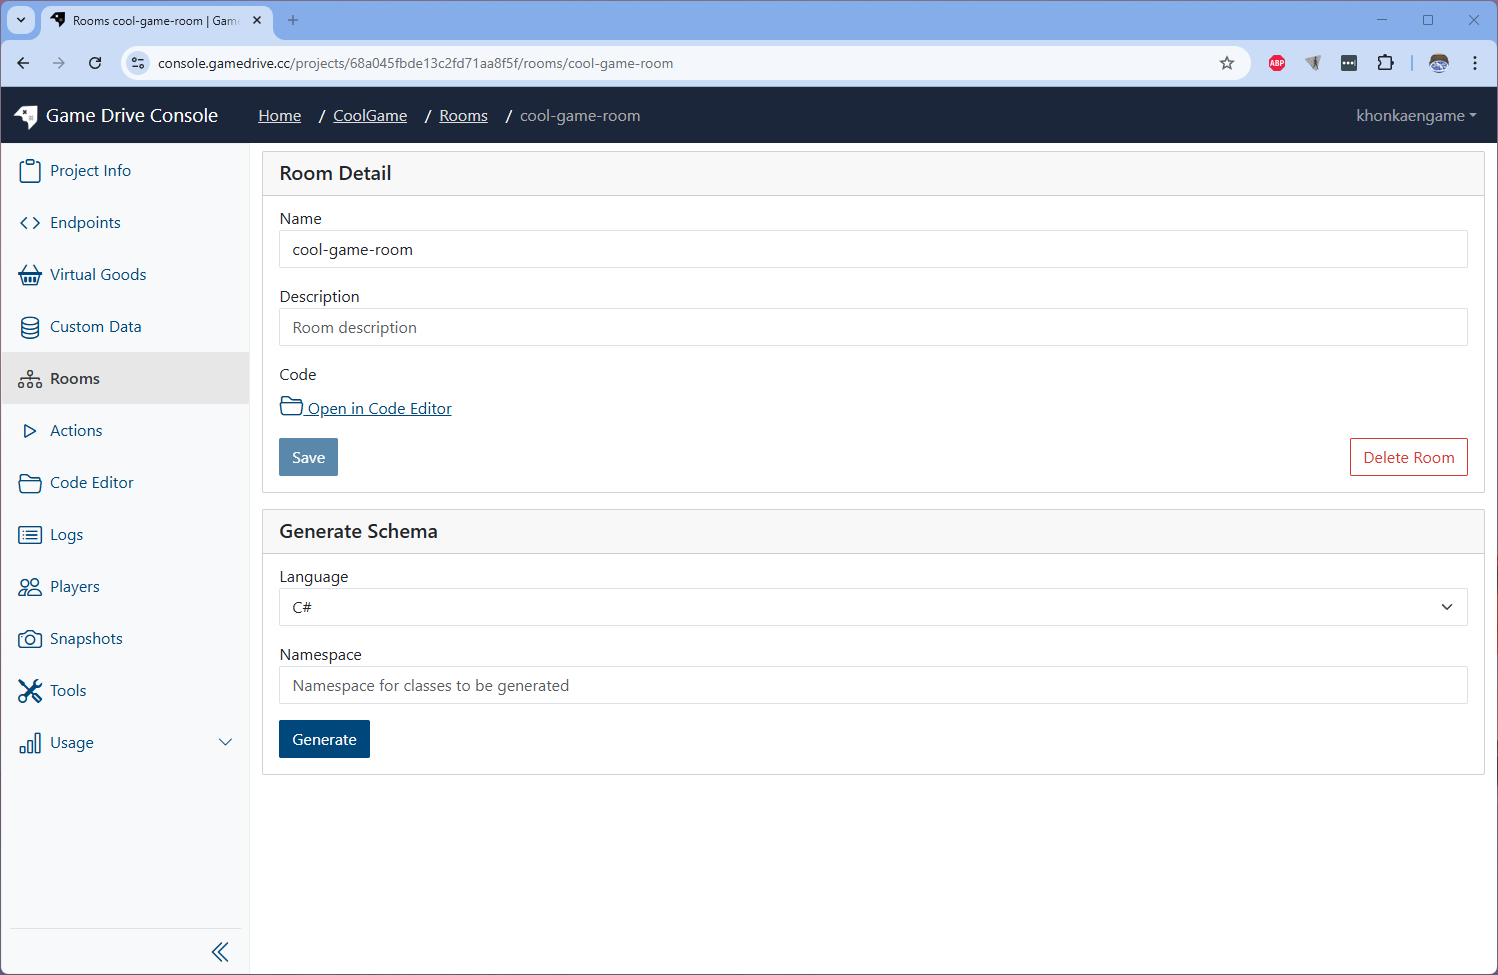 Rooms cool-game-room | Gam
console.gamedrive.cc/projects/68a045fbde13c2fd71aa8f5f/rooms/cool-game-room
ABP
Game Drive Console
Home / CoolGame / Rooms / cool-game-room
khonkaengame
Project Info
Endpoints
Virtual Goods
Custom Data
Rooms
Actions
Code Editor
Logs
Players
Snapshots
Tools
Usage
Room Detail
Name
cool-game-room
Description
Room description
Code
Open in Code Editor
Save
Delete Room
Generate Schema
Language
C#
Namespace
Namespace for classes to be generated
Generate